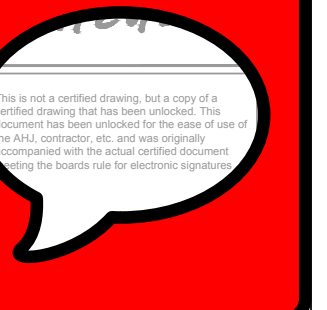 This is not a certified drawing, but a copy of a
certified drawing that has been unlocked. This
document has been unlocked for the ease of use of
the AHJ, contractor, etc. and was originally
accompanied with the actual certified document
meeting the boards rule for electronic signatures